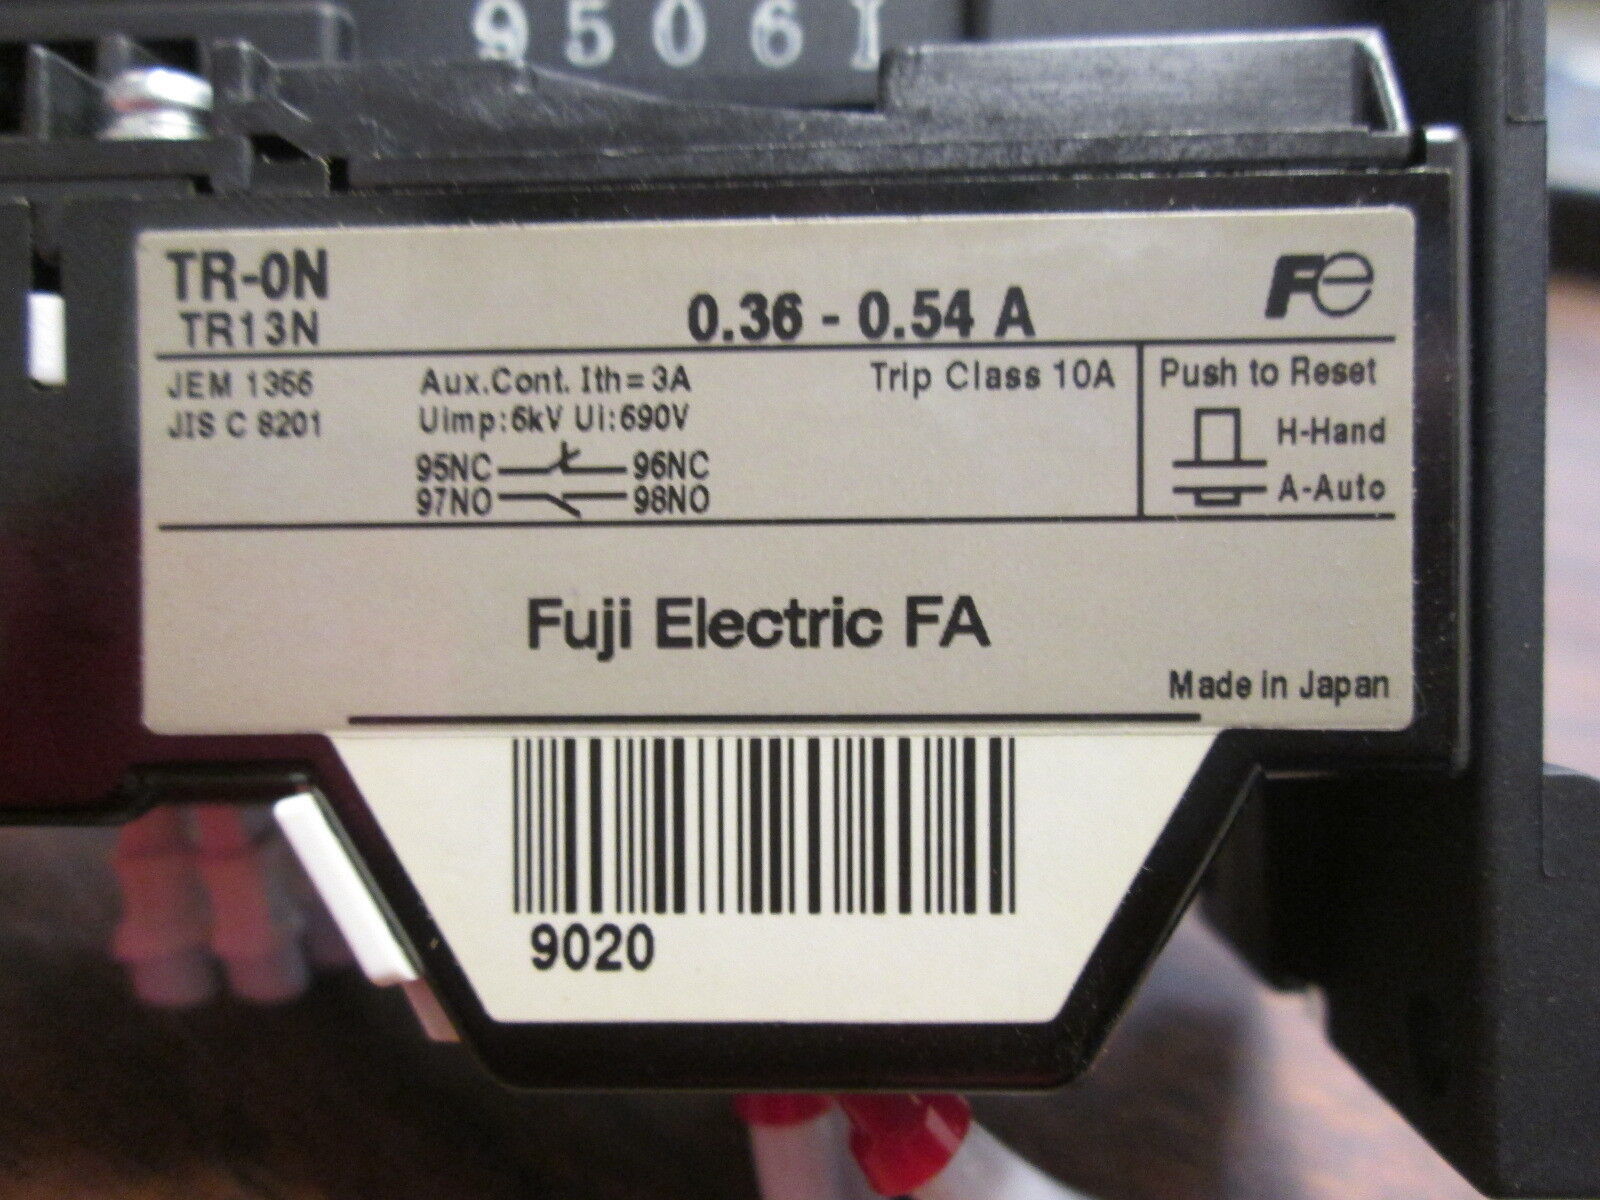 95061
TR-0N
TR13N
0.36 - 0.54 A
Fe
JEM 1356
JIS C 8201
Aux.Cont. Ith=3A
Uimp:6kV Ui:690V
95NC 96NC
97NO 98NO
Trip Class 10A
Push to Reset
H-Hand
A-Auto
Fuji Electric FA
Made in Japan
9020